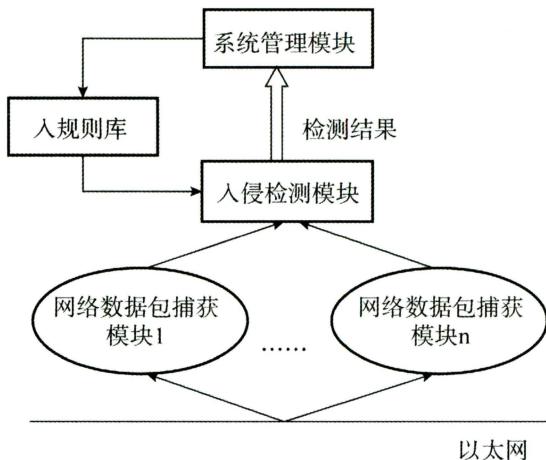 系统管理模块
入规则库
检测结果
入侵检测模块
网络数据包捕获
模块1
……
网络数据包捕获
模块n
以太网